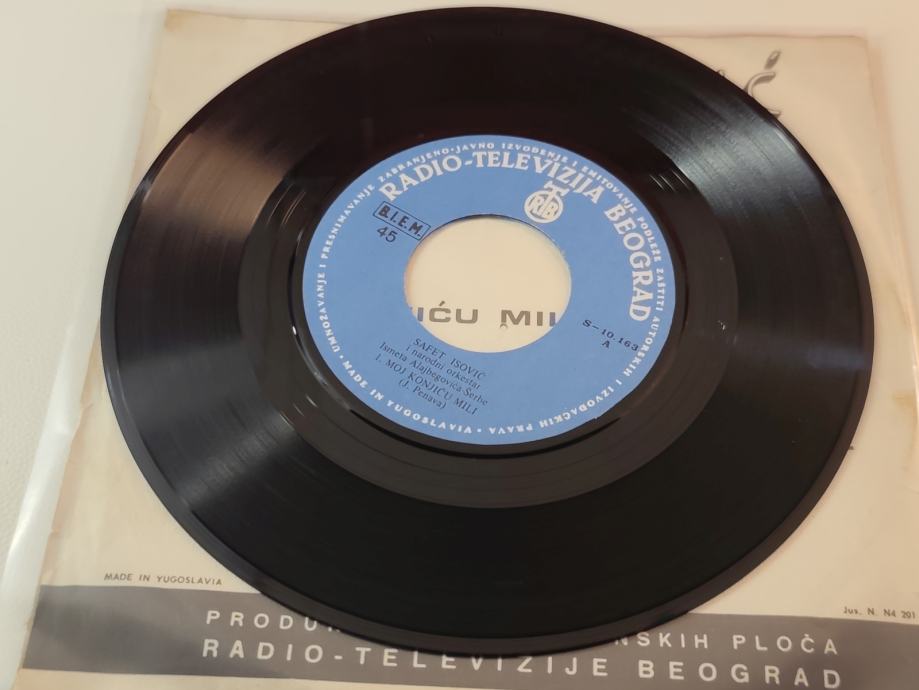 UMNOŽAVANJE I PRESNIMAVANJE ZABRANJENO•JAVNO IZVOĐENJE I EMITOVANJE PODLEŽE ZAŠTITI AUTORSKIH I IZVOĐAČKIH PRAVA • MADE IN YUGOSLAVIA •
RADIO-TELEVIZIJA BEOGRAD
RTB
B.I.E.M.
45
S-10.163
A
IĆU MIL
SAFET ISOVIĆ
i narodni orkestar
Ismeta Alajbegovića-Šerbe
1. MOJ KONJIĆU MILI
(J. Penava)
Ć
MADE IN YUGOSLAVIA
Jus. N. N4 201
PRODU NSKIH PLOČA
RADIO-TELEVIZIJE BEOGRAD